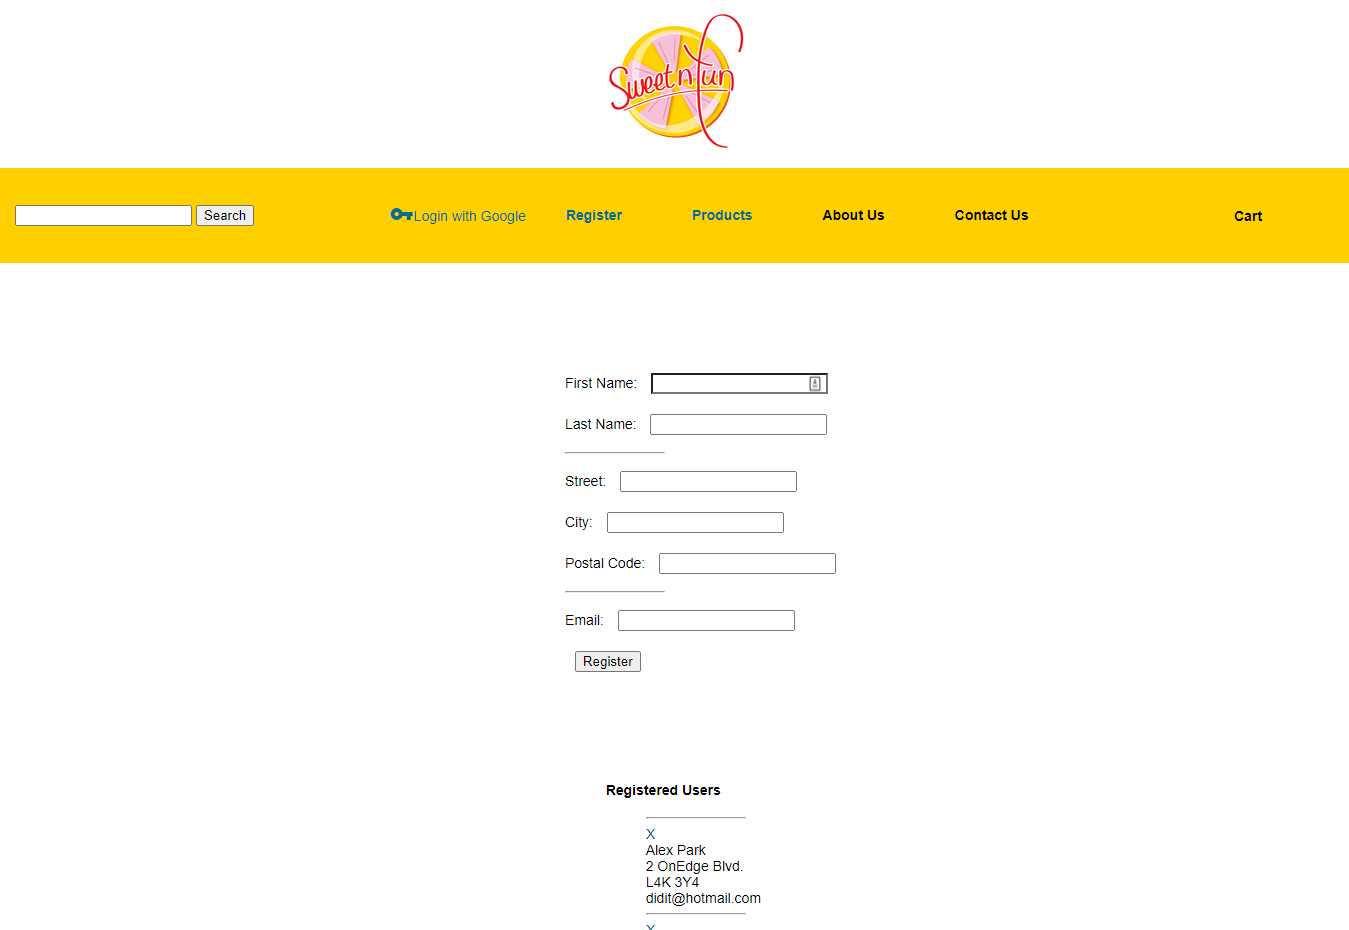 Sweet n fun
Search
Login with Google
Register
Products
About Us
Contact Us
Cart
First Name:
Last Name:
Street:
City:
Postal Code:
Email:
Register
Registered Users
X
Alex Park
2 OnEdge Blvd.
L4K 3Y4
didit@hotmail.com
X